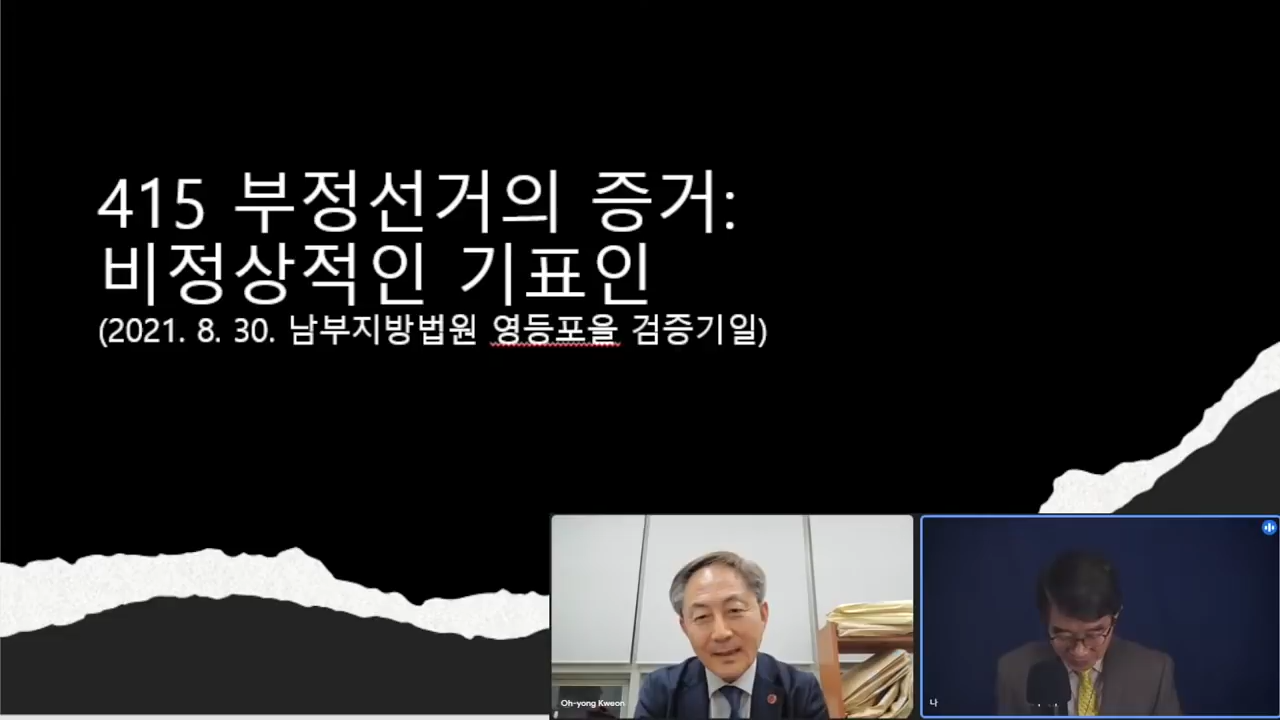 415 부정선거의 증거:
비정상적인 기표인
(2021. 8. 30. 남부지방법원 영등포을 검증기일)
Oh-yong Kweon
나